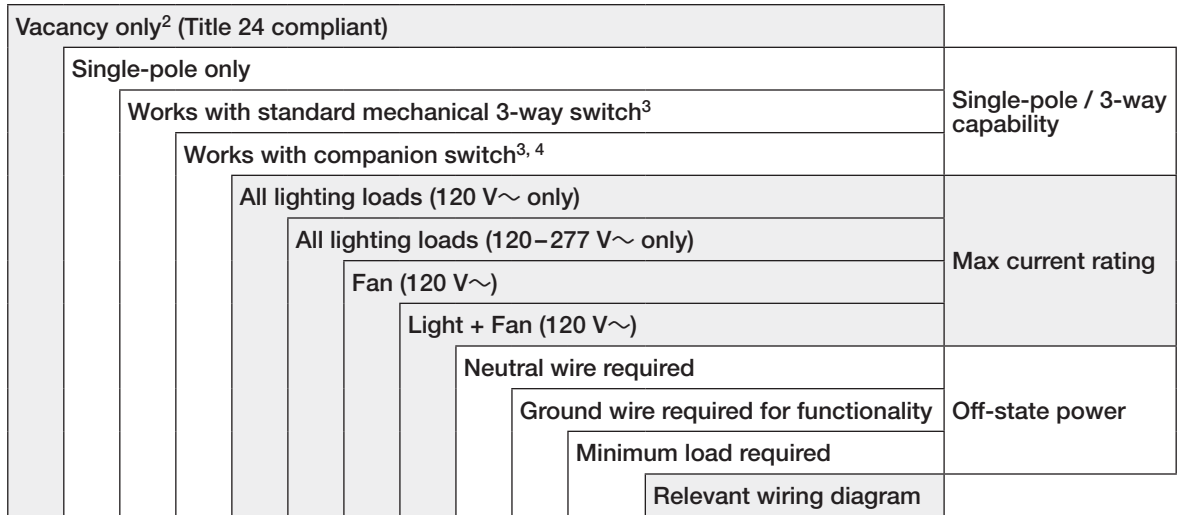 Vacancy only² (Title 24 compliant)
Single-pole only
Works with standard mechanical 3-way switch³
Works with companion switch³, ⁴
Single-pole / 3-way
capability
All lighting loads (120 V~ only)
All lighting loads (120–277 V~ only)
Fan (120 V~)
Light + Fan (120 V~)
Max current rating
Neutral wire required
Ground wire required for functionality
Minimum load required
Off-state power
Relevant wiring diagram